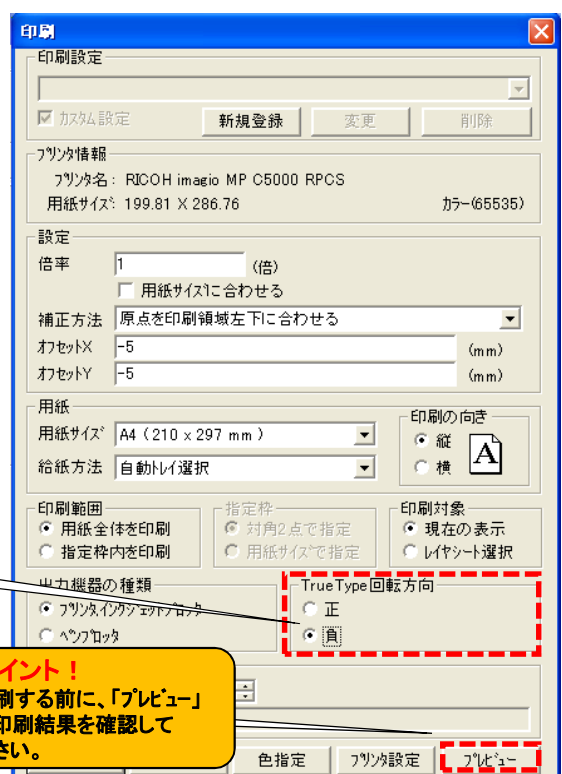 印刷
印刷設定
カスタム設定 新規登録 変更 削除
プリンタ情報
プリンタ名： RICOH imagio MP C5000 RPCS
用紙サイズ： 199.81 X 286.76 カラー(65535)
設定
倍率 1 (倍)
用紙サイズに合わせる
補正方法 原点を印刷領域左下に合わせる
オフセットX -5 (mm)
オフセットY -5 (mm)
用紙
用紙サイズ A4 ( 210 x 297 mm )
給紙方法 自動トレイ選択
印刷の向き
縦
横
A
印刷範囲
用紙全体を印刷
指定枠内を印刷
指定枠
対角2点で指定
用紙サイズで指定
印刷対象
現在の表示
レイヤシート選択
出力機器の種類
プリンタ,インクジェットプロッタ
ペンプロッタ
TrueType回転方向
正
負
イント！
刷する前に、「プレビュー」
印刷結果を確認して
さい。
色指定 プリンタ設定 プレビュー